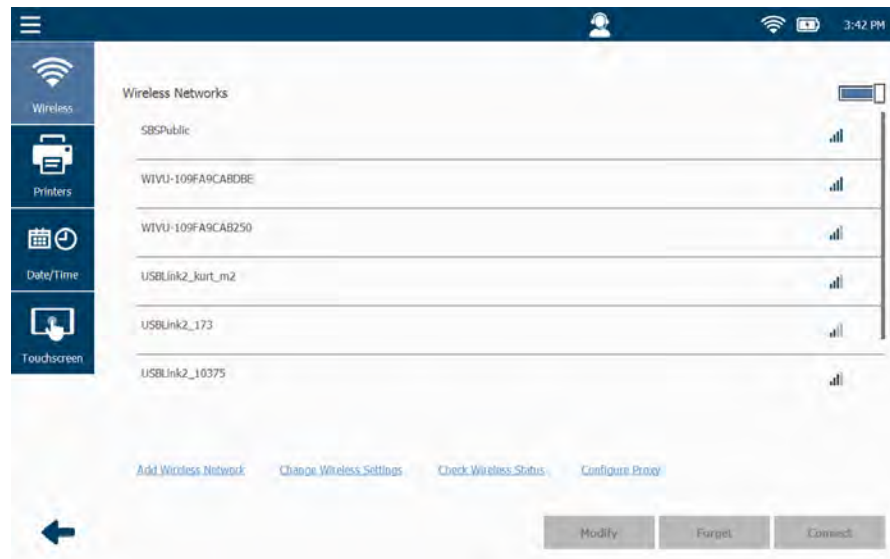 3:42 PM
Wireless
Printers
Date/Time
Touchscreen
Wireless Networks
SBSPublic
WIVU-109FA9CABDBE
WIVU-109FA9CAB250
USBLink2_kurt_m2
USBLink2_173
USBLink2_10375
Add Wireless Network Change Wireless Settings Check Wireless Status Configure Proxy
Modify Forget Connect